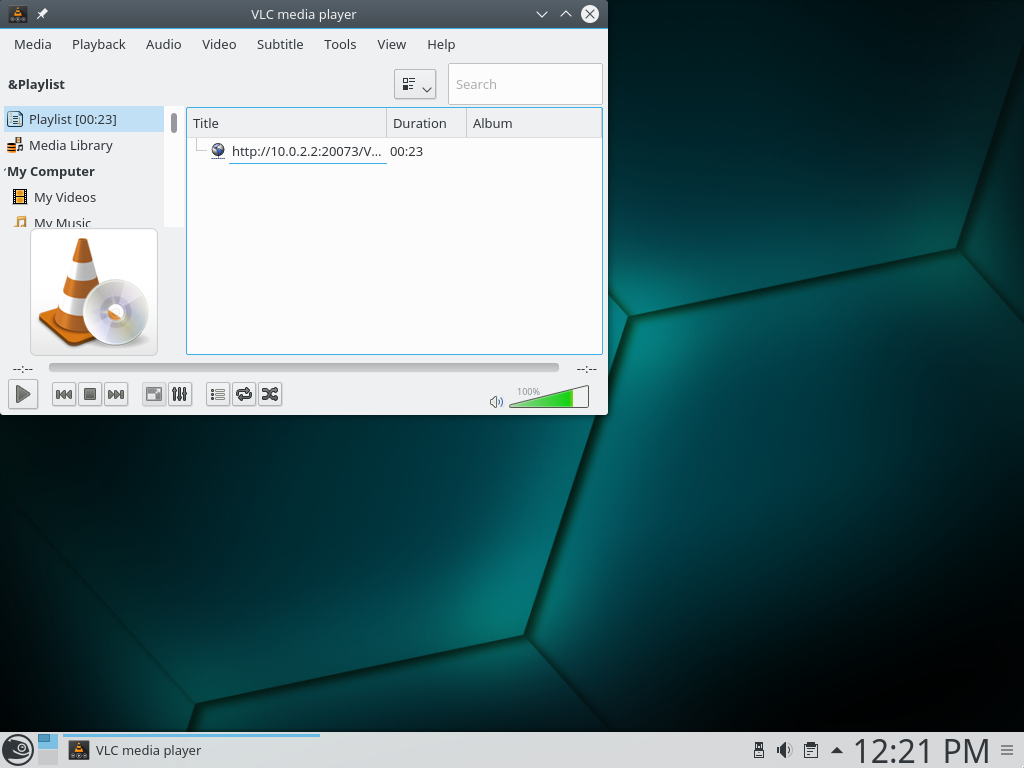 VLC media player
Media Playback Audio Video Subtitle Tools View Help
&Playlist
Search
Playlist [00:23]
Media Library
My Computer
My Videos
My Music
Title Duration Album
http://10.0.2.2:20073/V... 00:23
--:-- --:--
100%
VLC media player
12:21 PM